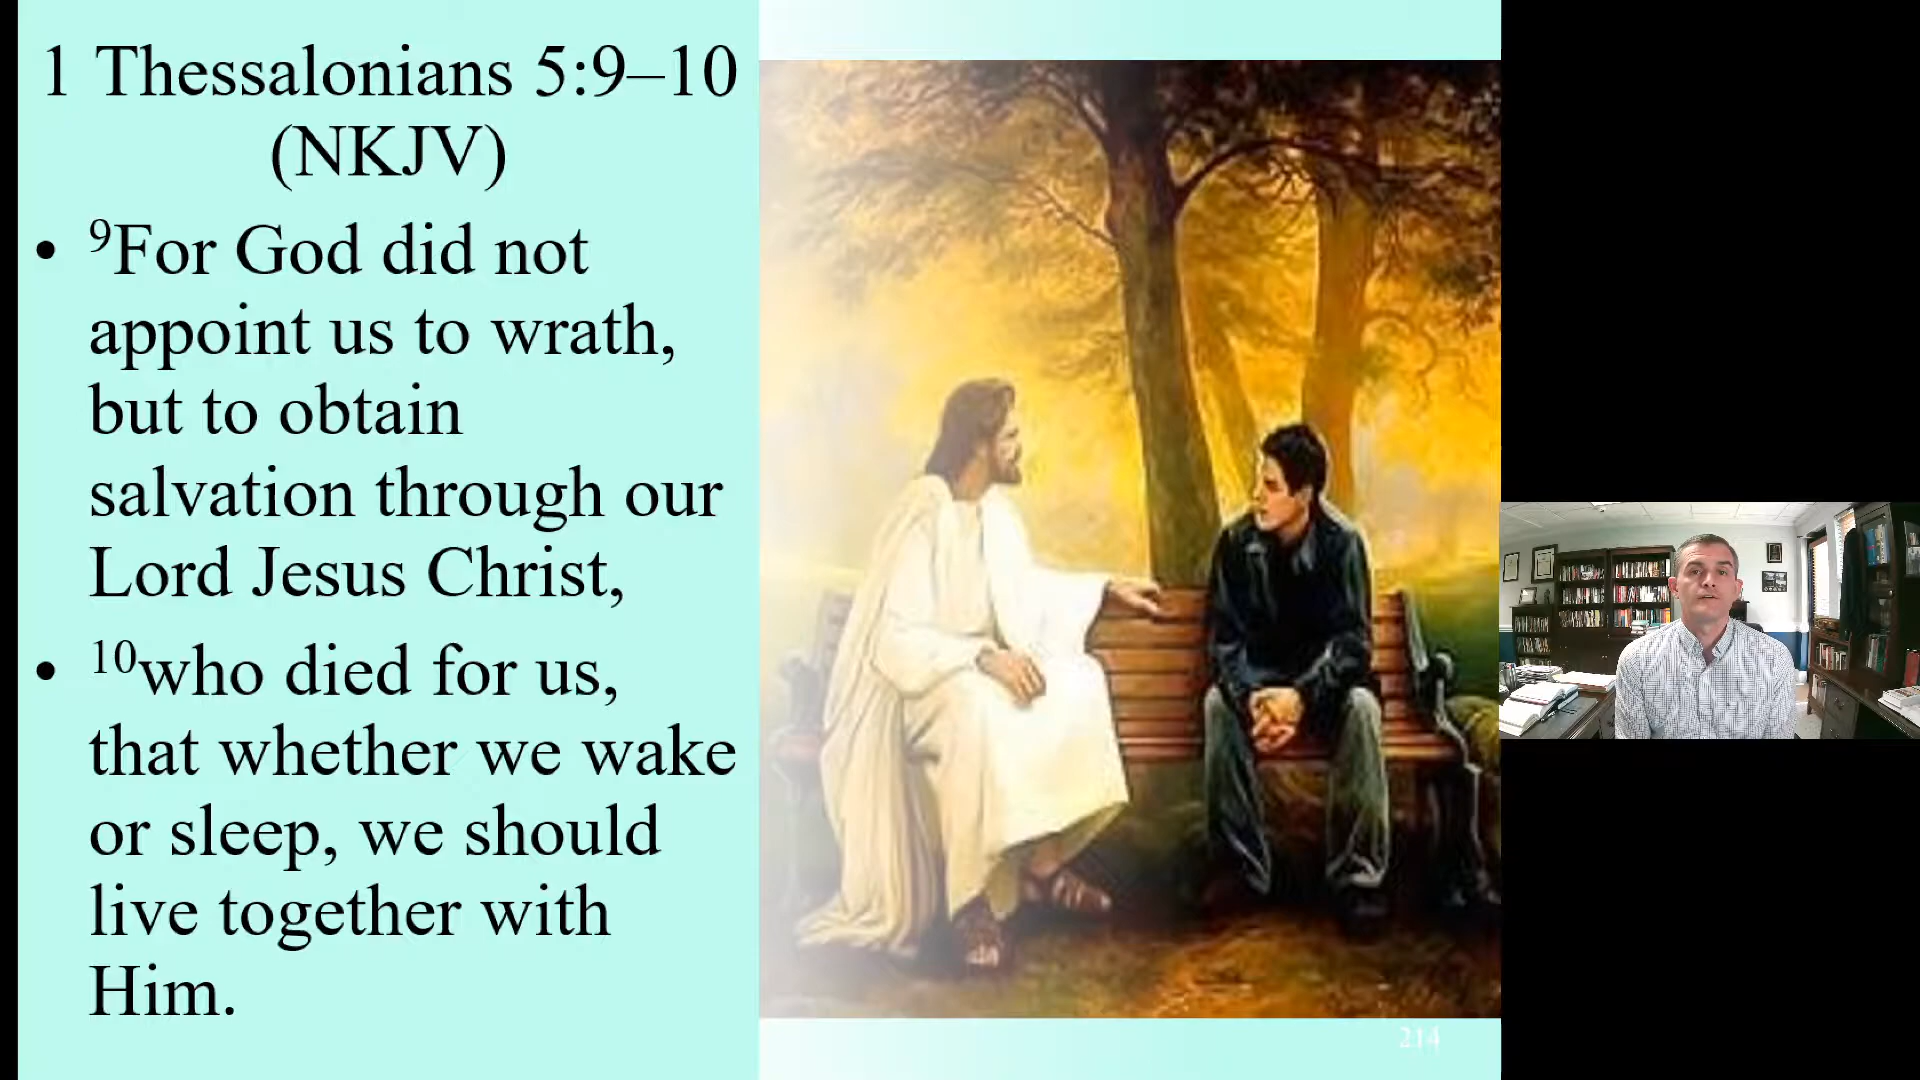 1 Thessalonians 5:9–10
(NKJV)
• ⁹For God did not
appoint us to wrath,
but to obtain
salvation through our
Lord Jesus Christ,
• ¹⁰who died for us,
that whether we wake
or sleep, we should
live together with
Him.
214